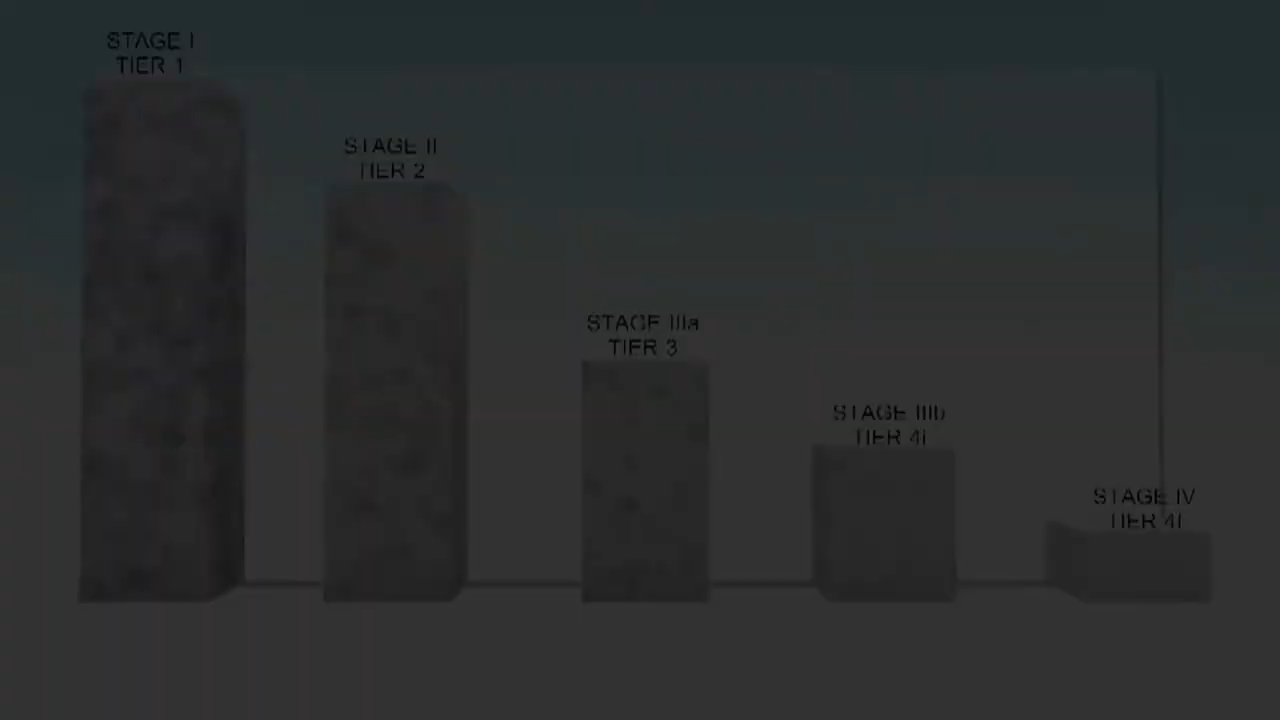 STAGE I
TIER 1
STAGE II
TIER 2
STAGE IIIa
TIER 3
STAGE IIIb
TIER 4i
STAGE IV
TIER 4f